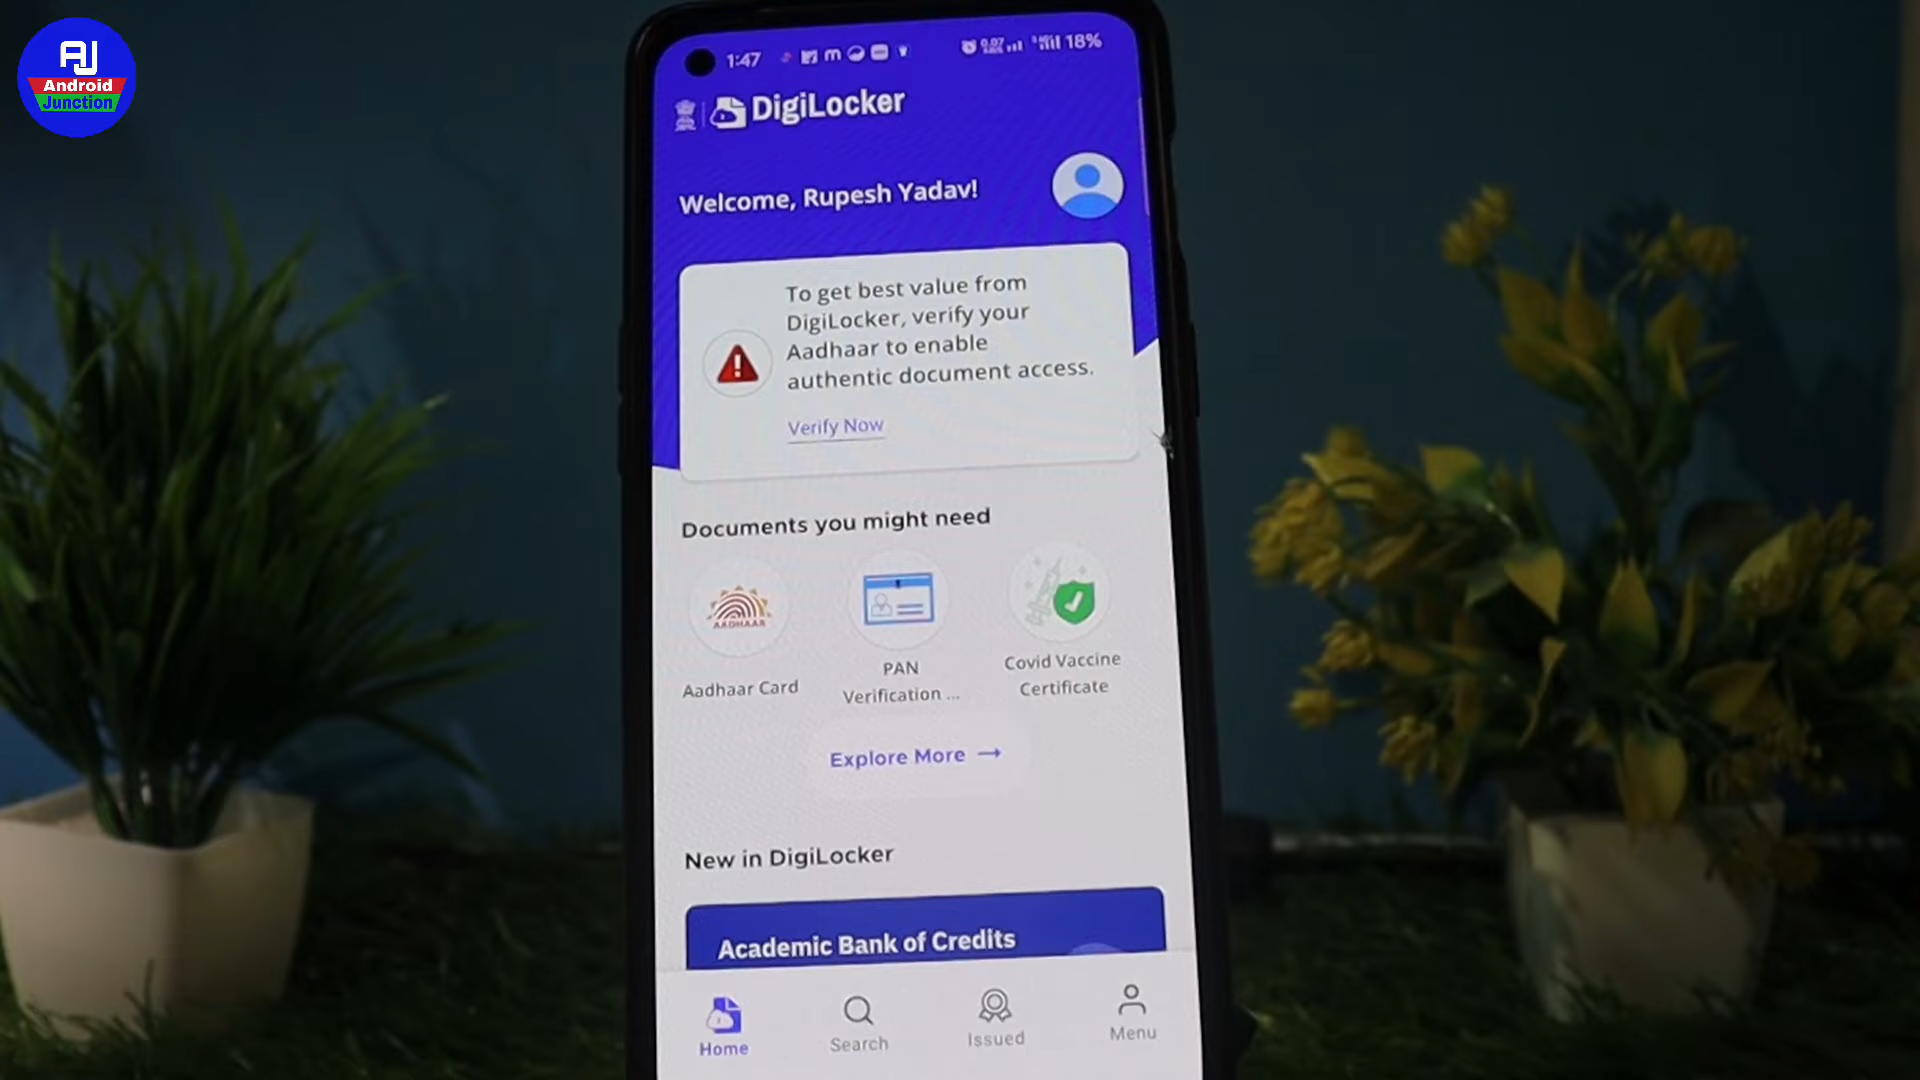 AJ
Android
Junction
1:47
18%
DigiLocker
Welcome, Rupesh Yadav!
To get best value from
DigiLocker, verify your
Aadhaar to enable
authentic document access.
Verify Now
Documents you might need
AADHAAR
Aadhaar Card
PAN
Verification ...
Covid Vaccine
Certificate
Explore More →
New in DigiLocker
Academic Bank of Credits
Home
Search
Issued
Menu